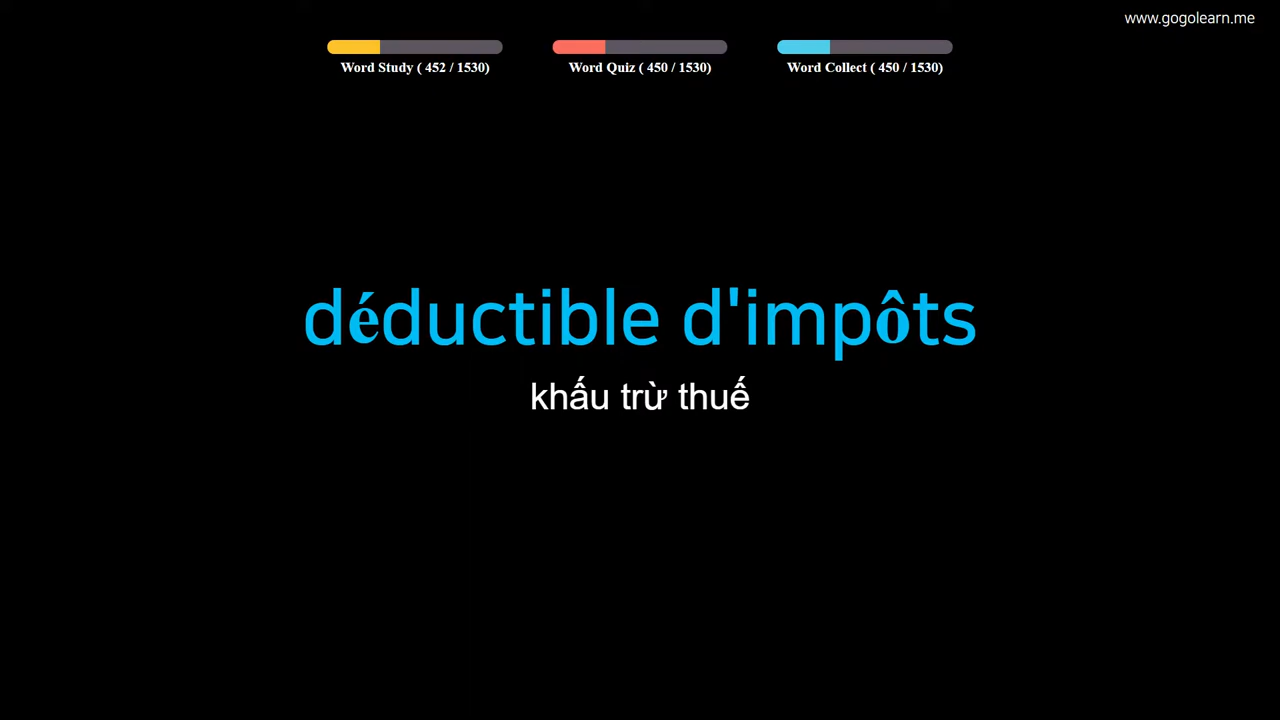 www.gogolearn.me
Word Study ( 452 / 1530)
Word Quiz ( 450 / 1530)
Word Collect ( 450 / 1530)
déductible d'impôts
khấu trừ thuế